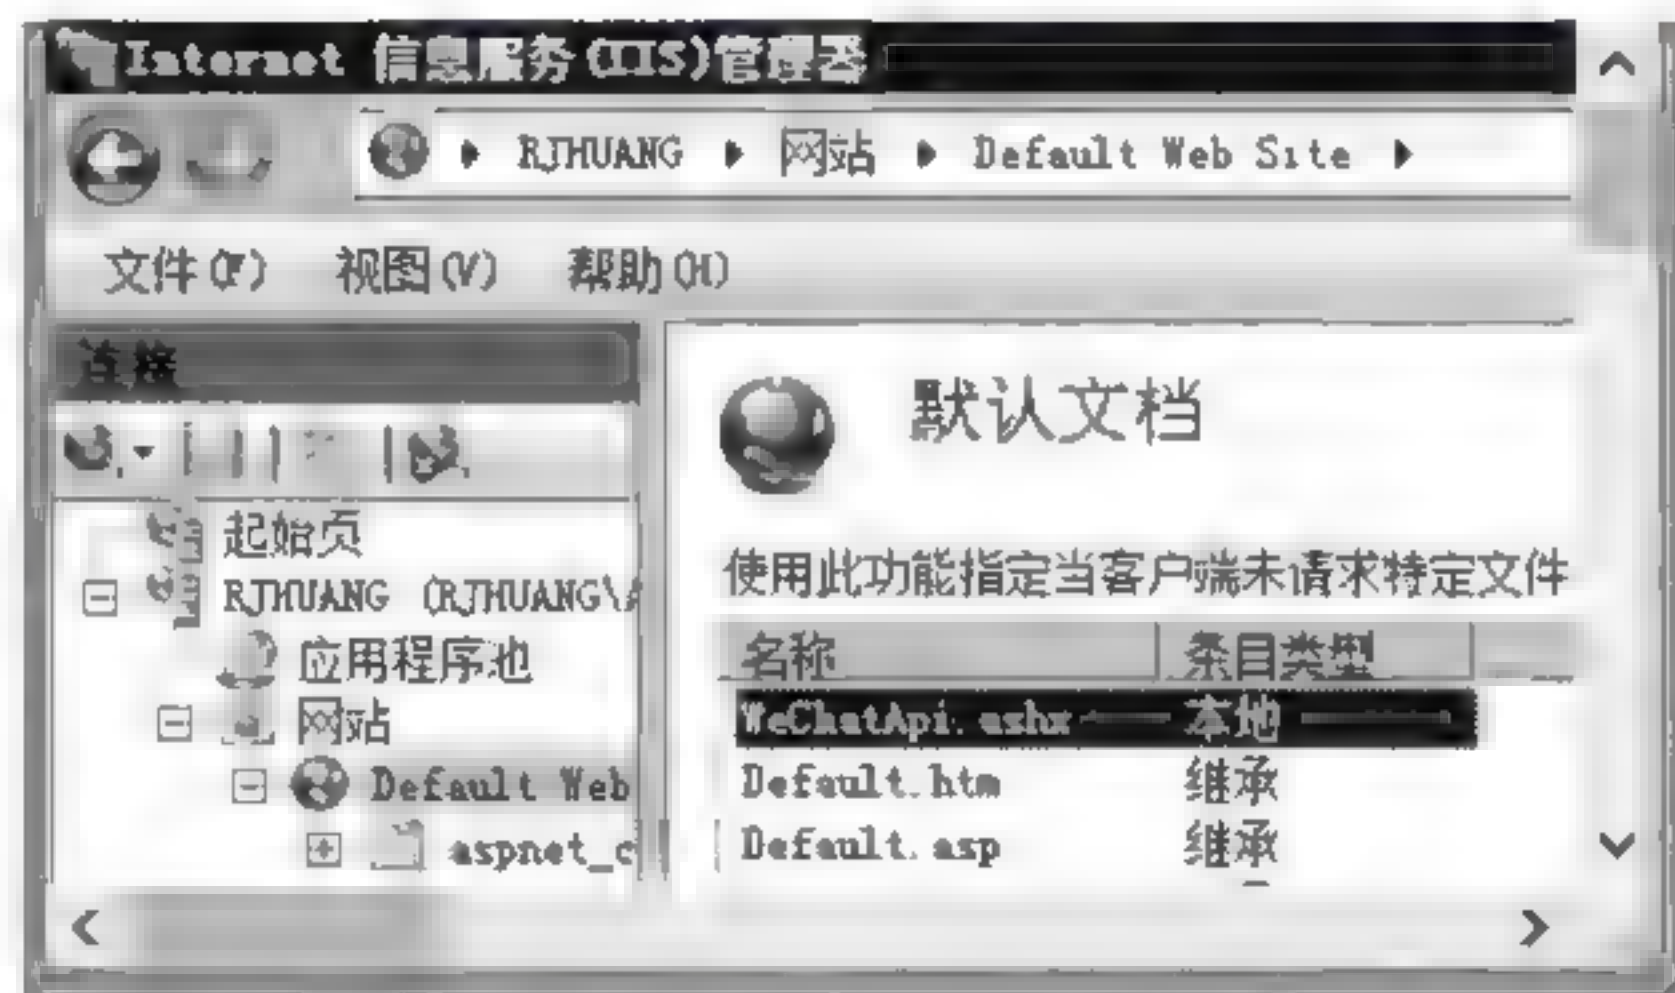 Internet 信息服务(IIS)管理器
RJHUANG 网站 Default Web Site
文件(F) 视图(V) 帮助(H)
连接
起始页
RJHUANG (RJHUANG\
应用程序池
网站
Default Web
aspnet_c
默认文档
使用此功能指定当客户端未请求特定文件
名称 条目类型
WeChatApi.ashx 本地
Default.htm 继承
Default.asp 继承